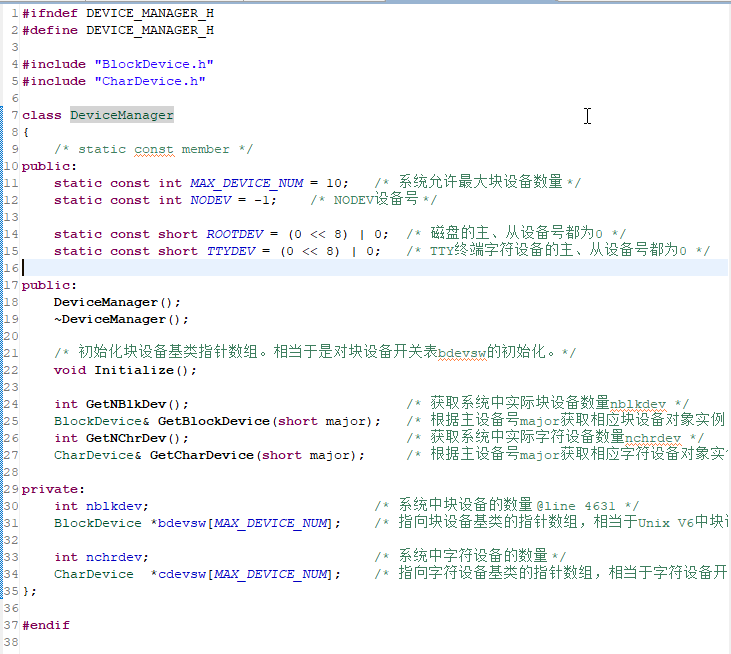 1 #ifndef DEVICE_MANAGER_H
2 #define DEVICE_MANAGER_H
3
4 #include "BlockDevice.h"
5 #include "CharDevice.h"
6
7 class DeviceManager
8 {
9     /* static const member */
10 public:
11     static const int MAX_DEVICE_NUM = 10;   /* 系统允许最大块设备数量 */
12     static const int NODEV = -1;    /* NODEV设备号 */
13
14     static const short ROOTDEV = (0 << 8) | 0;  /* 磁盘的主、从设备号都为0 */
15     static const short TTYDEV = (0 << 8) | 0;   /* TTY终端字符设备的主、从设备号都为0 */
16
17 public:
18     DeviceManager();
19     ~DeviceManager();
20
21     /* 初始化块设备基类指针数组。相当于是对块设备开关表bdevsw的初始化。*/
22     void Initialize();
23
24     int GetNBlkDev();                           /* 获取系统中实际块设备数量nblkdev */
25     BlockDevice& GetBlockDevice(short major);   /* 根据主设备号major获取相应块设备对象实例
26     int GetNChrDev();                           /* 获取系统中实际字符设备数量nchrdev */
27     CharDevice& GetCharDevice(short major);     /* 根据主设备号major获取相应字符设备对象实
28
29 private:
30     int nblkdev;                            /* 系统中块设备的数量 @line 4631 */
31     BlockDevice *bdevsw[MAX_DEVICE_NUM];    /* 指向块设备基类的指针数组，相当于Unix V6中块
32
33     int nchrdev;                            /* 系统中字符设备的数量 */
34     CharDevice  *cdevsw[MAX_DEVICE_NUM];    /* 指向字符设备基类的指针数组，相当于字符设备开
35 };
36
37 #endif
38